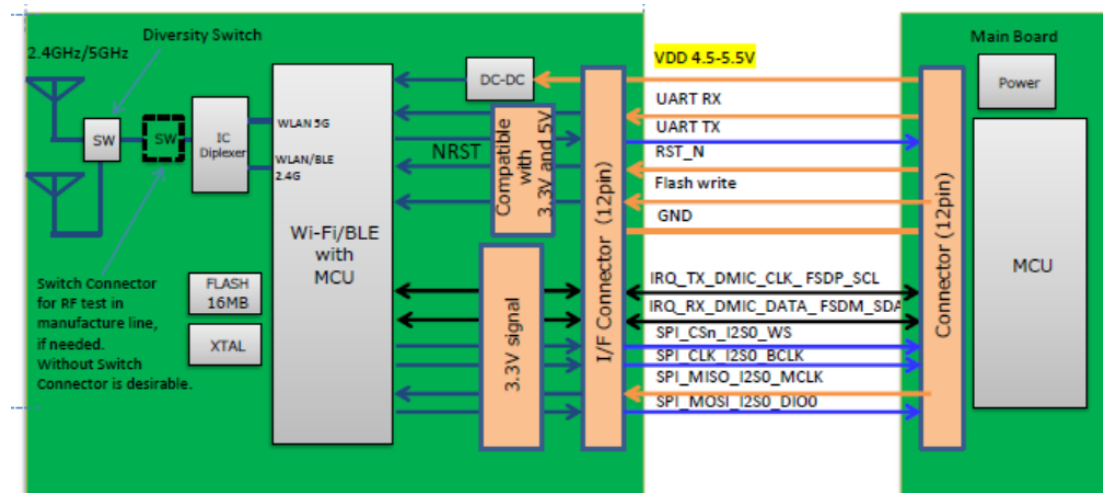 2.4GHz/5GHz
Diversity Switch
SW
SW
IC
Diplexer
WLAN 5G
WLAN/BLE
2.4G
Switch Connector
for RF test in
manufacture line,
if needed.
Without Switch
Connector is desirable.
FLASH
16MB
XTAL
Wi-Fi/BLE
with
MCU
DC-DC
NRST
Compatible
with
3.3V and 5V
3.3V signal
I/F Connector (12pin)
VDD 4.5-5.5V
UART RX
UART TX
RST_N
Flash write
GND
IRQ_TX_DMIC_CLK_FSDP_SCL
IRQ_RX_DMIC_DATA_FSDM_SDA
SPI_CSn_I2S0_WS
SPI_CLK_I2S0_BCLK
SPI_MISO_I2S0_MCLK
SPI_MOSI_I2S0_DIO0
Connector (12pin)
Main Board
Power
MCU